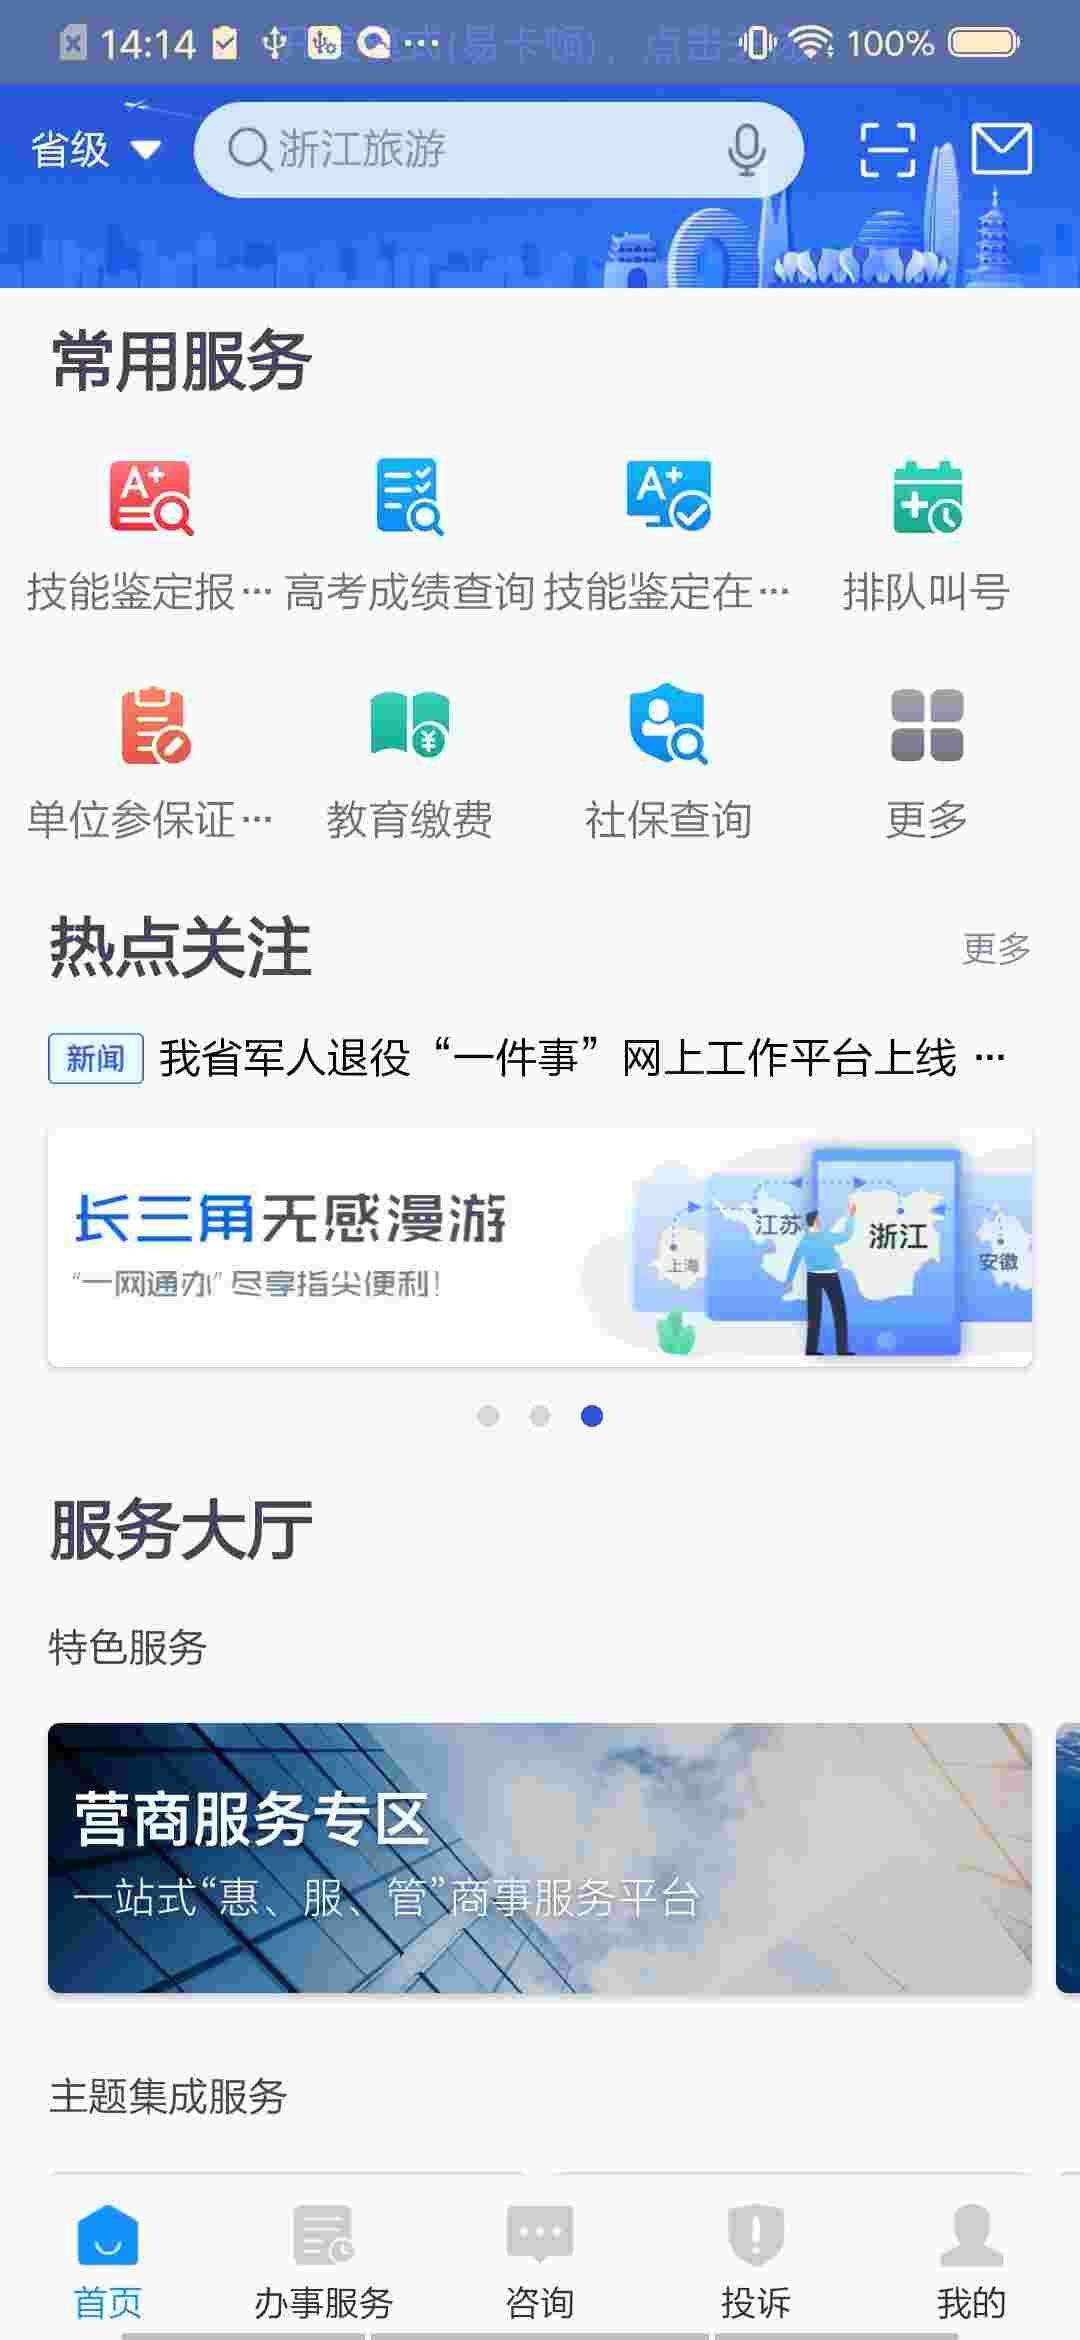 14:14
100%
省级
浙江旅游
常用服务
技能鉴定报…
高考成绩查询
技能鉴定在…
排队叫号
单位参保证…
教育缴费
社保查询
更多
热点关注
更多
新闻
我省军人退役“一件事”网上工作平台上线 …
长三角无感漫游
“一网通办”尽享指尖便利!
上海
江苏
浙江
安徽
服务大厅
特色服务
营商服务专区
一站式“惠、服、管”商事服务平台
主题集成服务
首页
办事服务
咨询
投诉
我的